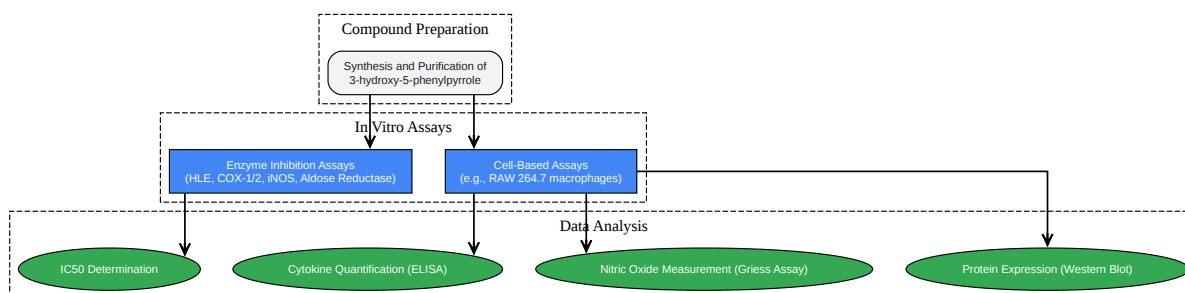 Compound Preparation
Synthesis and Purification of
3-hydroxy-5-phenylpyrrole
In Vitro Assays
Enzyme Inhibition Assays
(HLE, COX-1/2, iNOS, Aldose Reductase)
Cell-Based Assays
(e.g., RAW 264.7 macrophages)
Data Analysis
IC50 Determination
Cytokine Quantification (ELISA)
Nitric Oxide Measurement (Griess Assay)
Protein Expression (Western Blot)